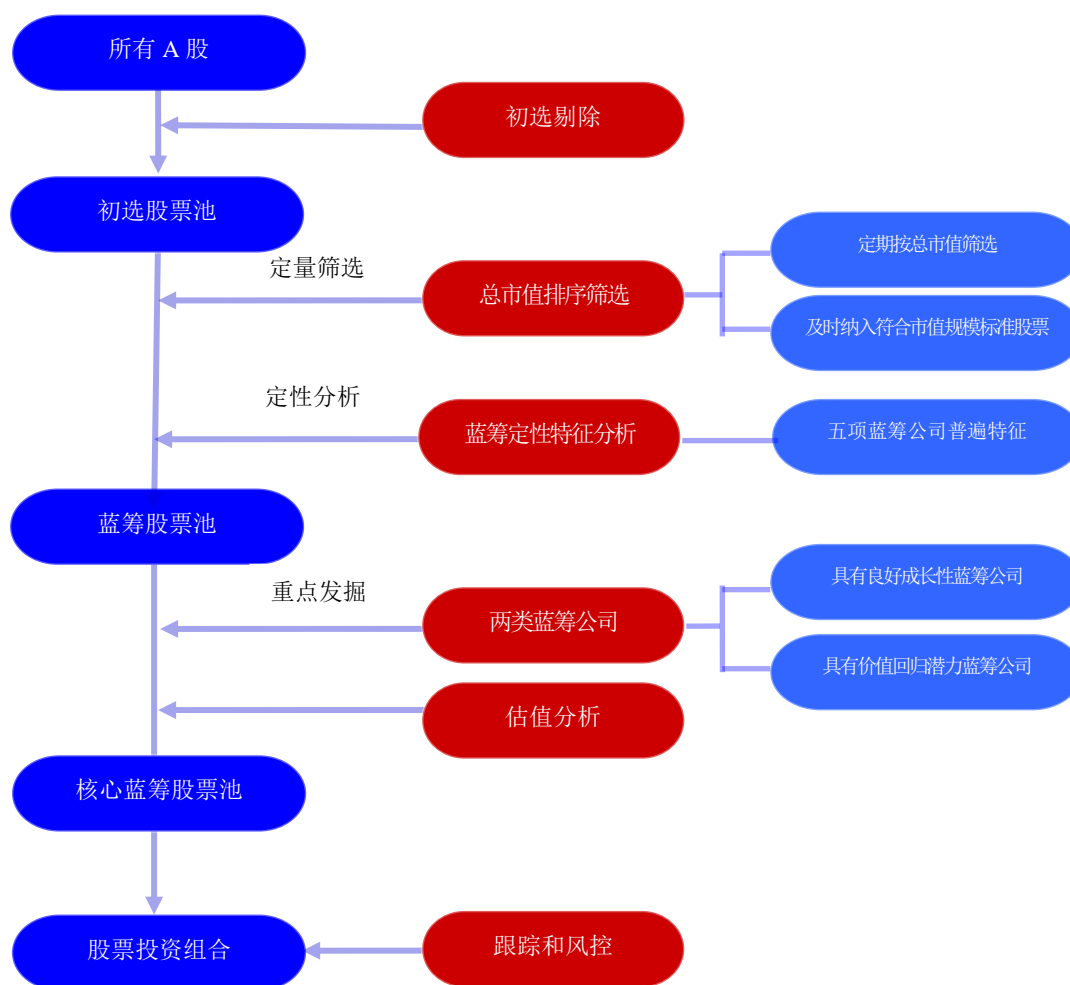 所有 A 股
初选剔除
初选股票池
定期按总市值筛选
定量筛选
总市值排序筛选
及时纳入符合市值规模标准股票
定性分析
蓝筹定性特征分析
五项蓝筹公司普遍特征
蓝筹股票池
具有良好成长性蓝筹公司
重点发掘
两类蓝筹公司
具有价值回归潜力蓝筹公司
估值分析
核心蓝筹股票池
股票投资组合
跟踪和风控